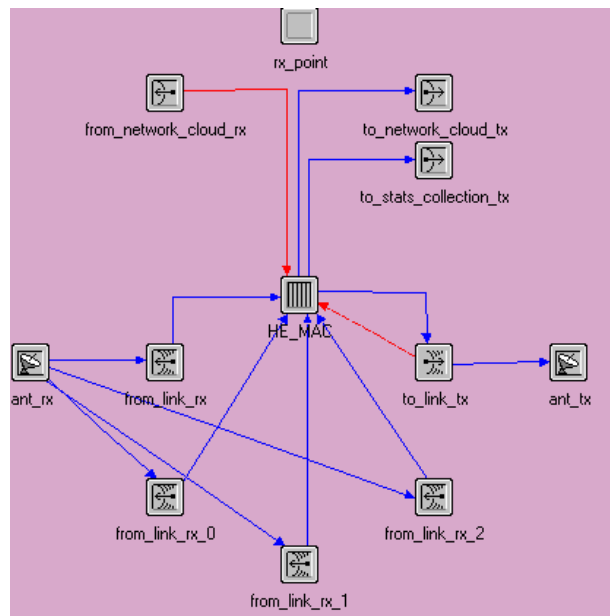 rx_point
from_network_cloud_rx
to_network_cloud_tx
to_stats_collection_tx
HE_MAC
ant_rx
from_link_rx
to_link_tx
ant_tx
from_link_rx_0
from_link_rx_2
from_link_rx_1